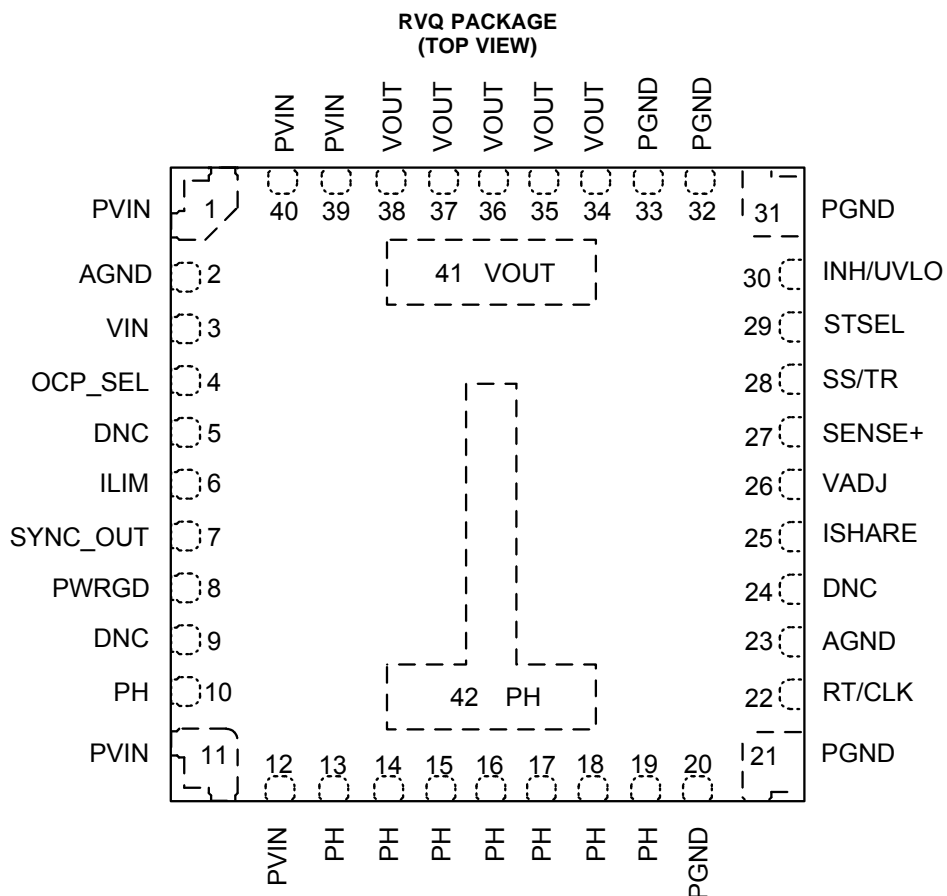 RVQ PACKAGE
(TOP VIEW)
PVIN PVIN VOUT VOUT VOUT VOUT VOUT PGND PGND
40 39 38 37 36 35 34 33 32
PVIN 1 31 PGND
AGND 2 41 VOUT 30 INH/UVLO
VIN 3 29 STSEL
OCP_SEL 4 28 SS/TR
DNC 5 27 SENSE+
ILIM 6 26 VADJ
SYNC_OUT 7 25 ISHARE
PWRGD 8 24 DNC
DNC 9 23 AGND
PH 10 42 PH 22 RT/CLK
PVIN 11 21 PGND
12 13 14 15 16 17 18 19 20
PVIN PH PH PH PH PH PH PH PGND